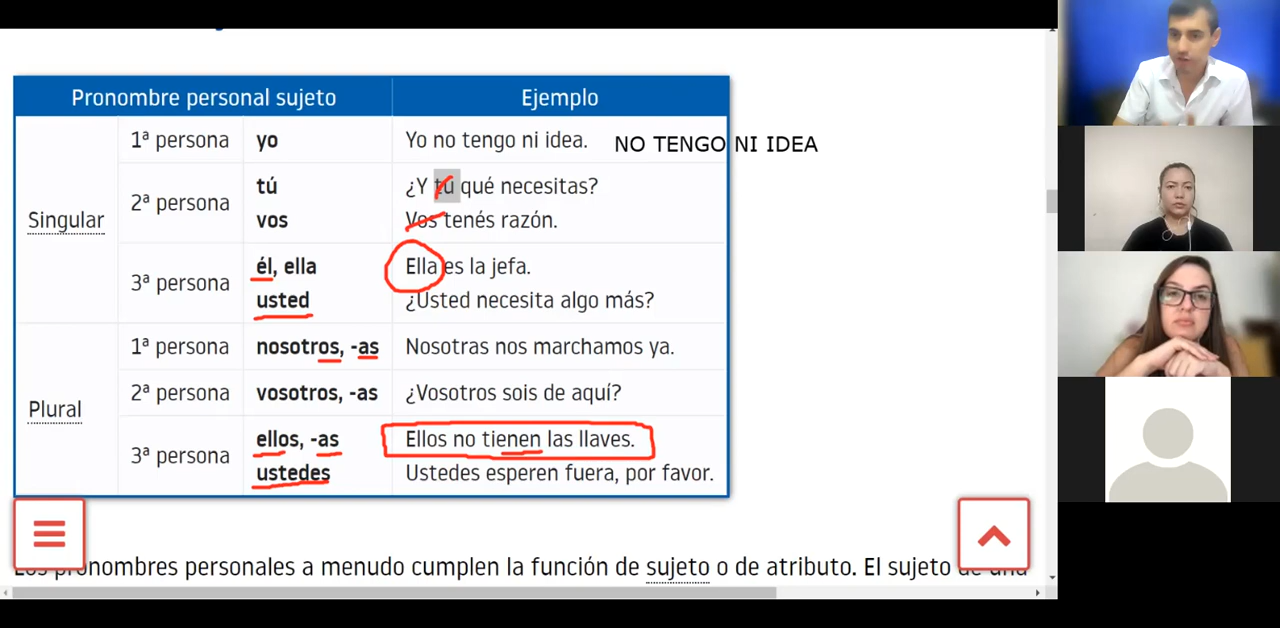 Pronombre personal sujeto Ejemplo
1ª persona yo Yo no tengo ni idea. NO TENGO NI IDEA
Singular 2ª persona tú ¿Y tú qué necesitas?
vos Vos tenés razón.
3ª persona él, ella Ella es la jefa.
usted ¿Usted necesita algo más?
1ª persona nosotros, -as Nosotras nos marchamos ya.
Plural 2ª persona vosotros, -as ¿Vosotros sois de aquí?
3ª persona ellos, -as Ellos no tienen las llaves.
ustedes Ustedes esperen fuera, por favor.
Los pronombres personales a menudo cumplen la función de sujeto o de atributo. El sujeto de una